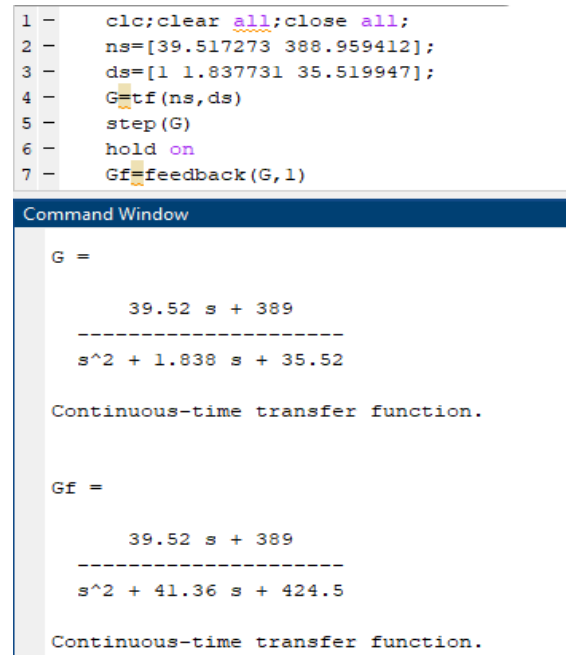 1 - clc;clear all;close all;
2 - ns=[39.517273 388.959412];
3 - ds=[1 1.837731 35.519947];
4 - G=tf(ns,ds)
5 - step(G)
6 - hold on
7 - Gf=feedback(G,1)
Command Window
G =
39.52 s + 389
---------------------
s^2 + 1.838 s + 35.52
Continuous-time transfer function.
Gf =
39.52 s + 389
---------------------
s^2 + 41.36 s + 424.5
Continuous-time transfer function.